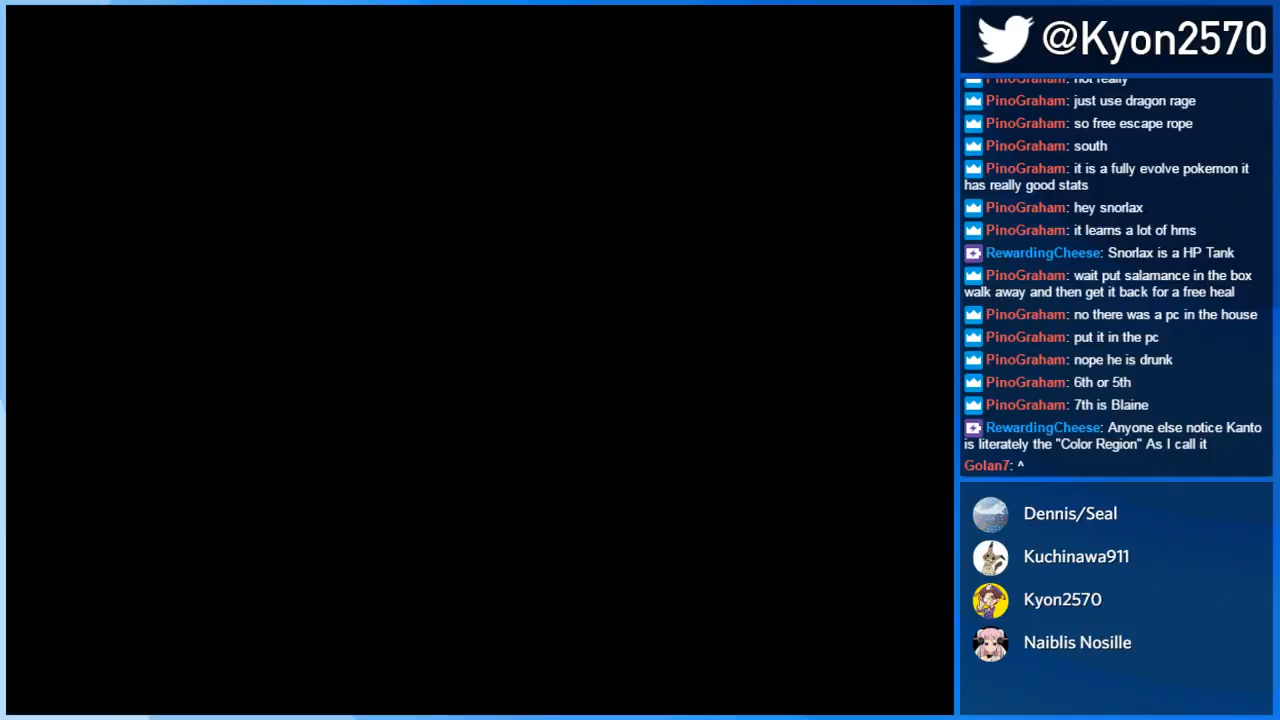 @Kyon2570
PinoGraham: not really
PinoGraham: just use dragon rage
PinoGraham: so free escape rope
PinoGraham: south
PinoGraham: it is a fully evolve pokemon it
has really good stats
PinoGraham: hey snorlax
PinoGraham: it learns a lot of hms
RewardingCheese: Snorlax is a HP Tank
PinoGraham: wait put salamance in the box
walk away and then get it back for a free heal
PinoGraham: no there was a pc in the house
PinoGraham: put it in the pc
PinoGraham: nope he is drunk
PinoGraham: 6th or 5th
PinoGraham: 7th is Blaine
RewardingCheese: Anyone else notice Kanto
is literately the "Color Region" As I call it
Golan7: ^
Dennis/Seal
Kuchinawa911
Kyon2570
Naiblis Nosille